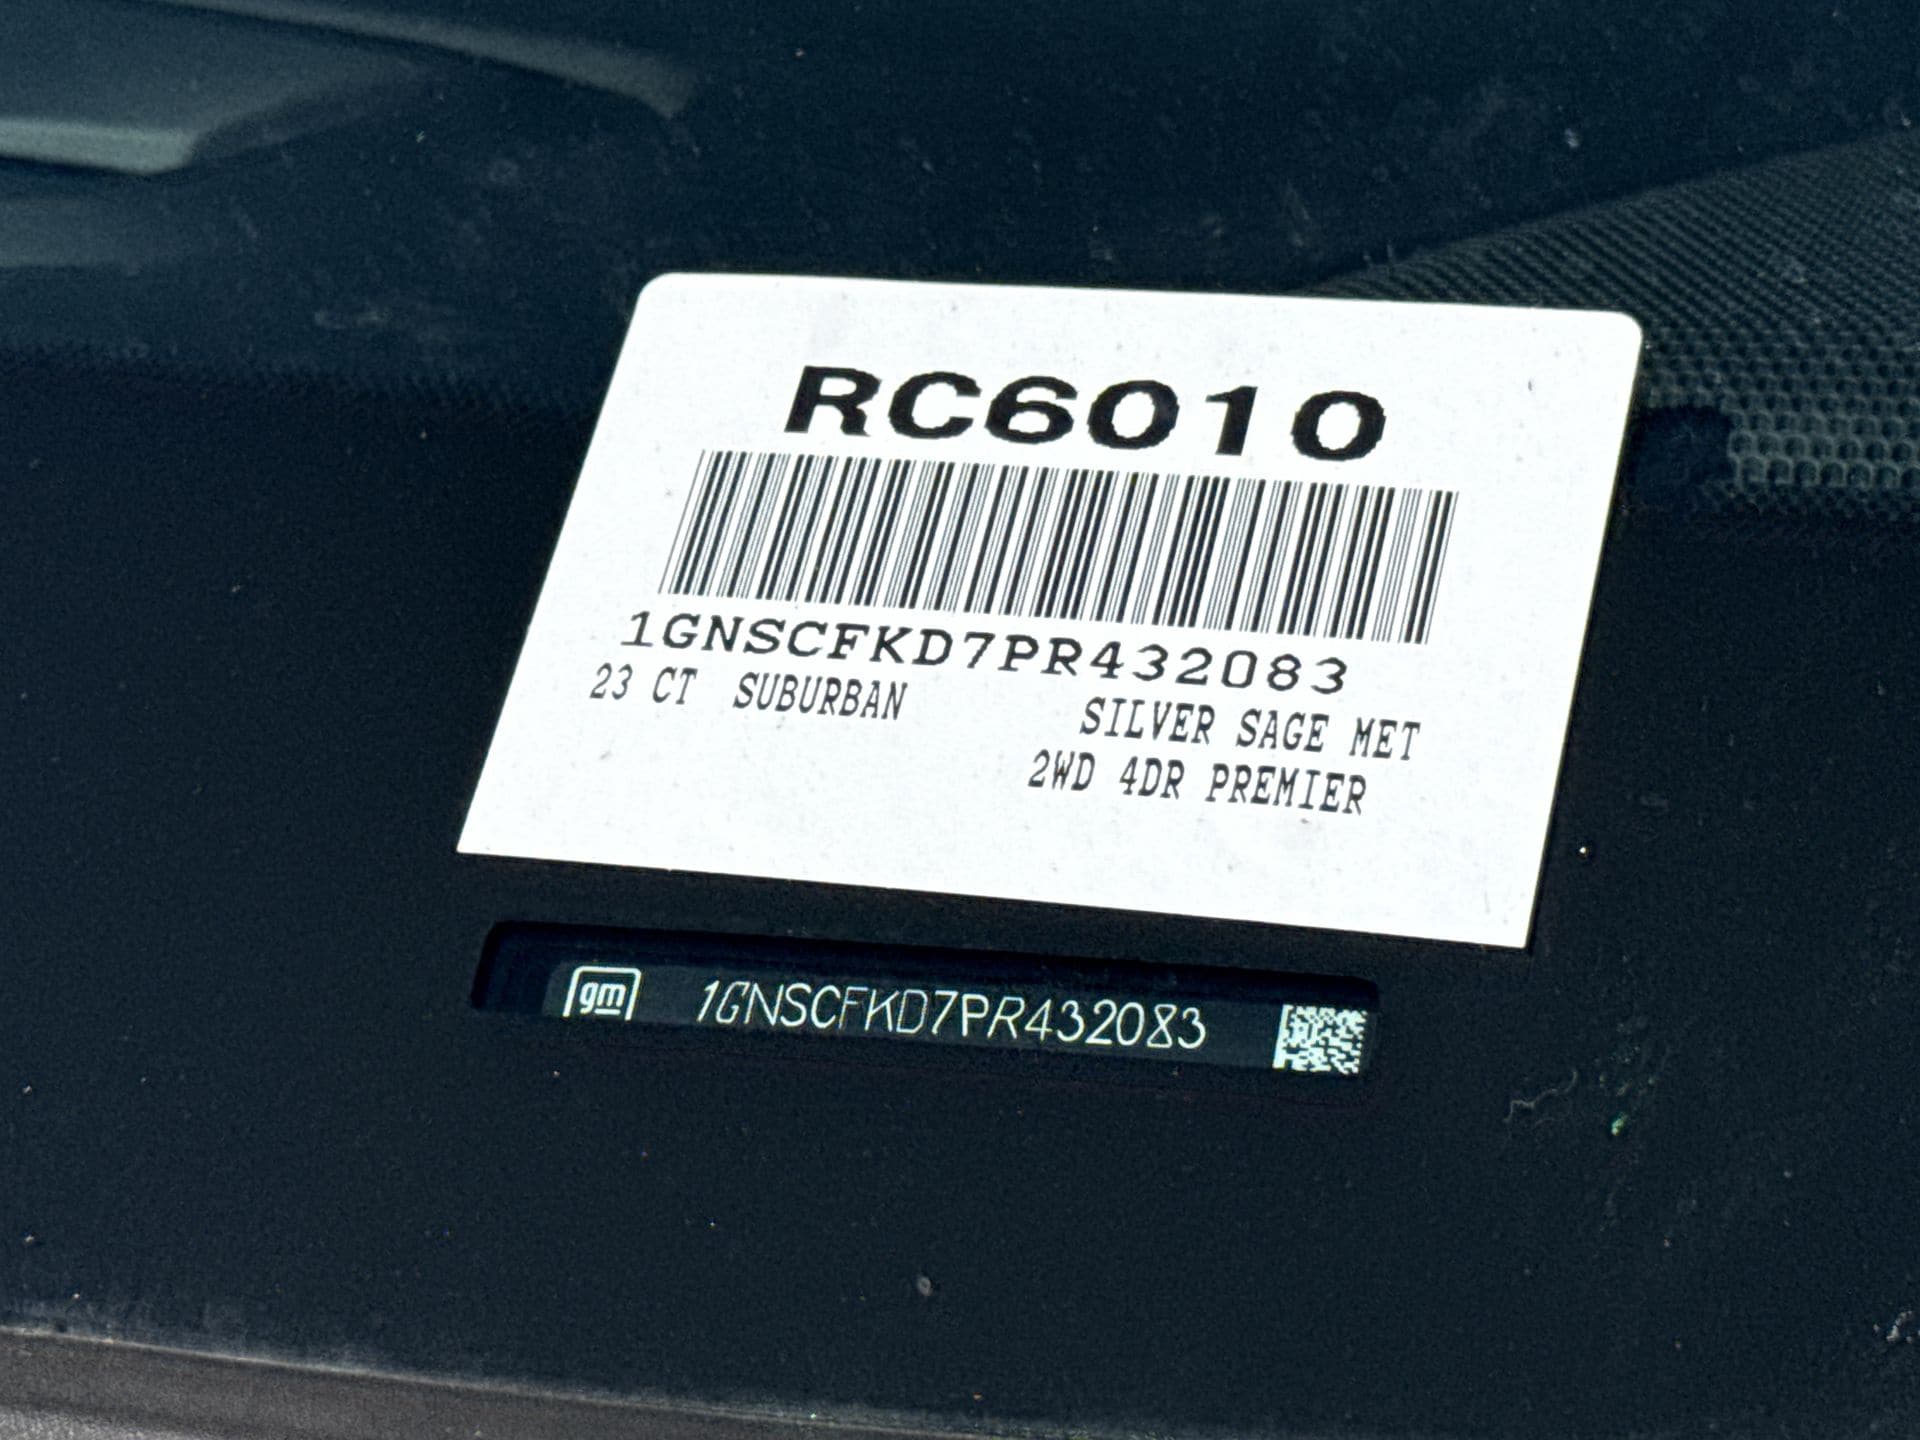 RC6010
1GNSCFKD7PR432083
23 CT SUBURBAN SILVER SAGE MET
2WD 4DR PREMIER
gm 1GNSCFKD7PR432083